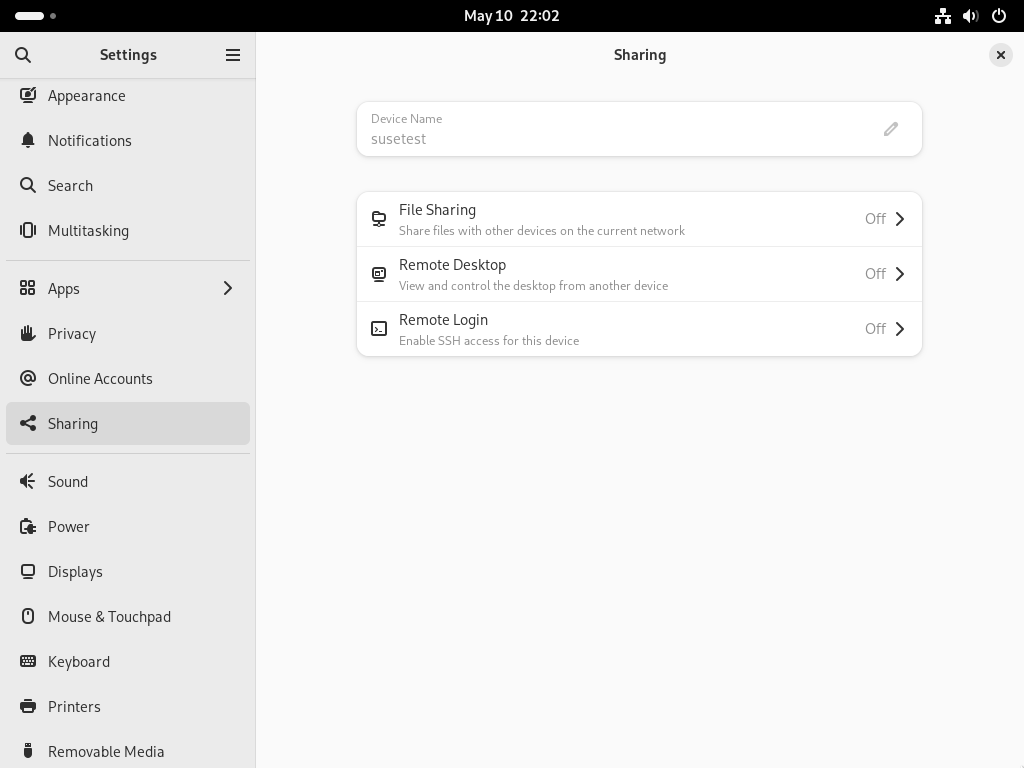 May 10 22:02
Settings
Appearance
Notifications
Search
Multitasking
Apps
Privacy
Online Accounts
Sharing
Sound
Power
Displays
Mouse & Touchpad
Keyboard
Printers
Removable Media
Sharing
Device Name
susetest
File Sharing
Share files with other devices on the current network
Off
Remote Desktop
View and control the desktop from another device
Off
Remote Login
Enable SSH access for this device
Off